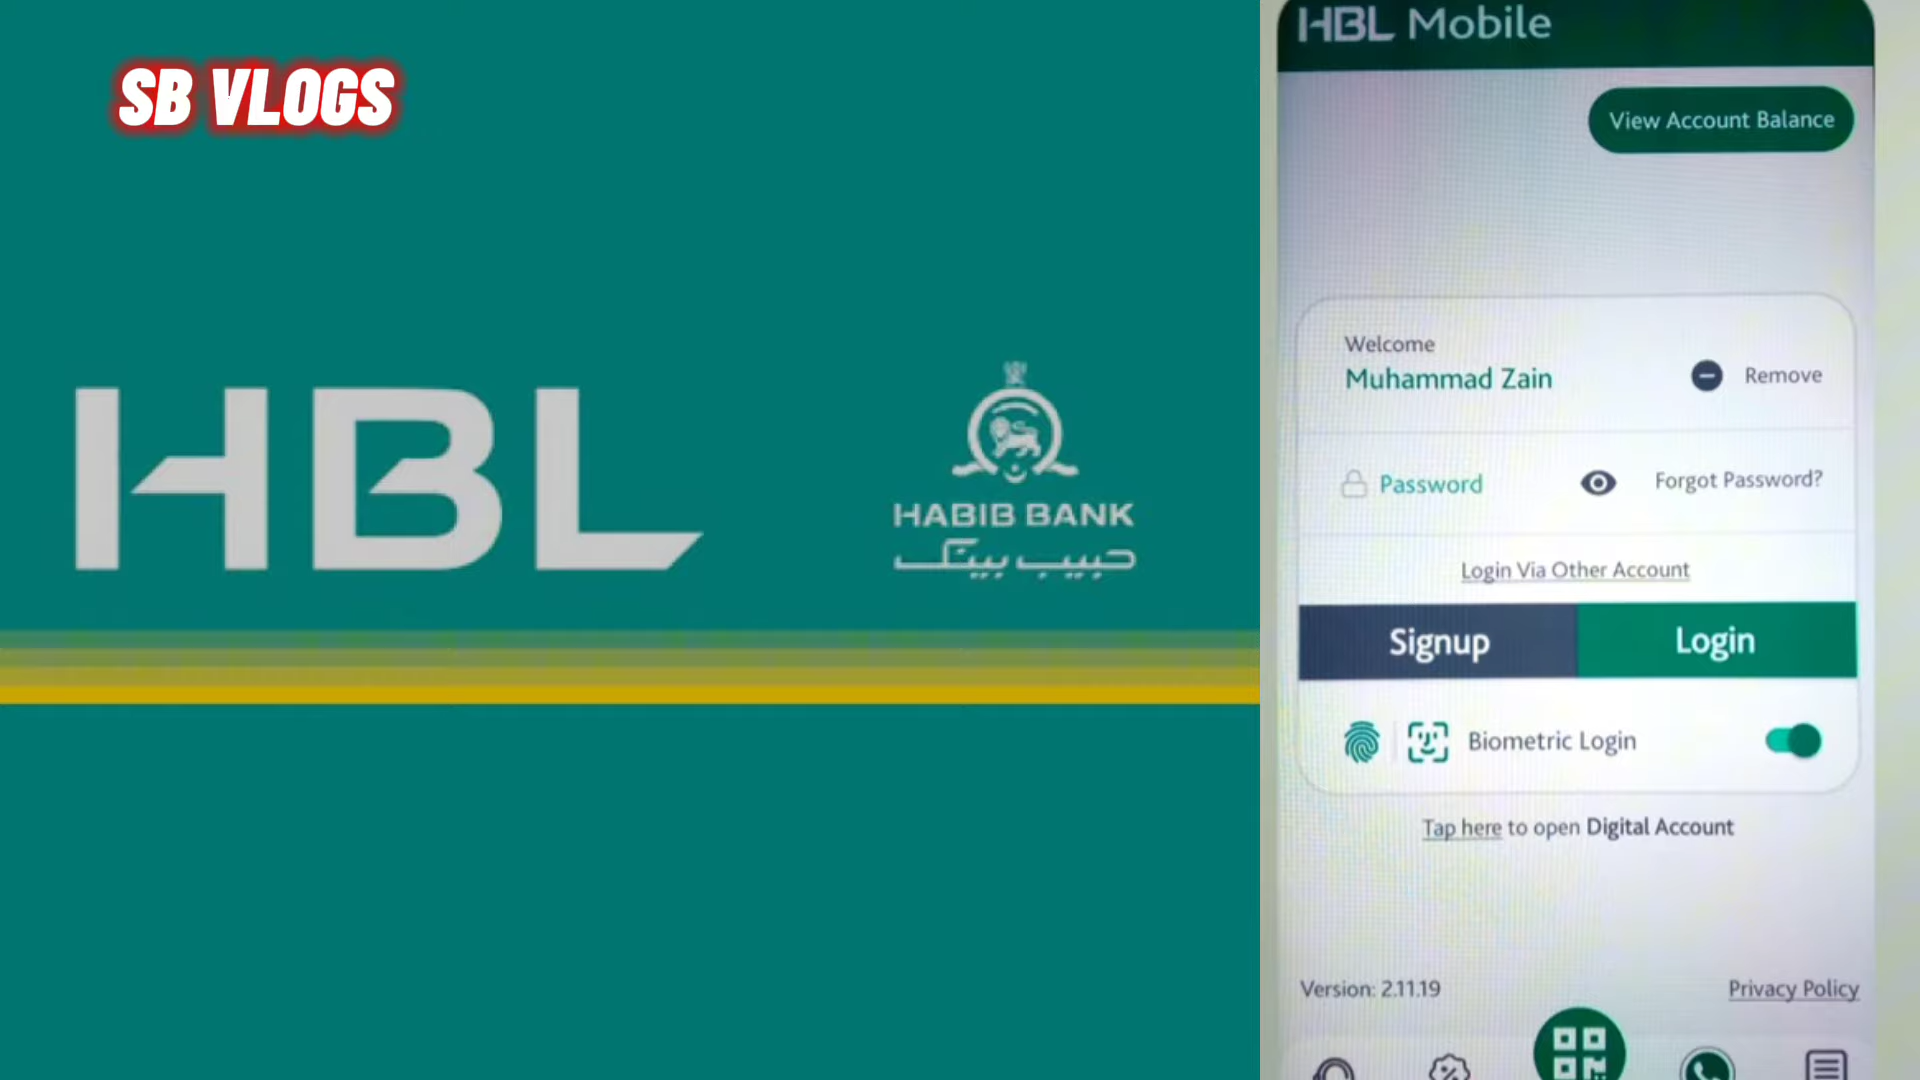 SB VLOGS
HBL
HABIB BANK
حبیب بینک
HBL Mobile
View Account Balance
Welcome
Muhammad Zain
Remove
Password
Forgot Password?
Login Via Other Account
Signup
Login
Biometric Login
Tap here to open Digital Account
Version: 2.11.19
Privacy Policy